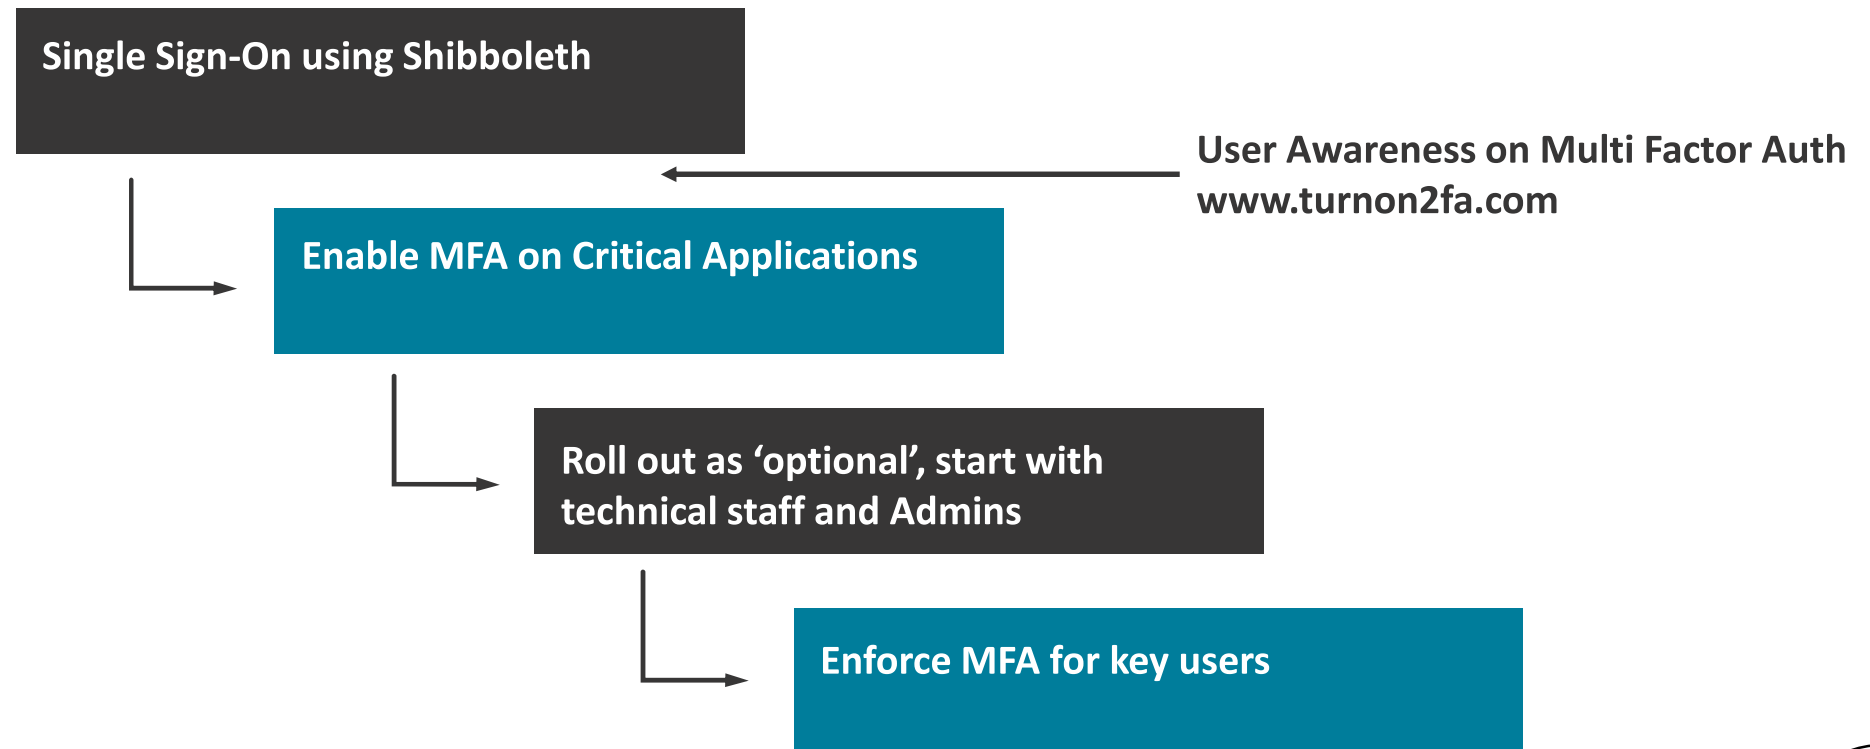 Single Sign-On using Shibboleth
User Awareness on Multi Factor Auth
www.turnon2fa.com
Enable MFA on Critical Applications
Roll out as ‘optional’, start with
technical staff and Admins
Enforce MFA for key users